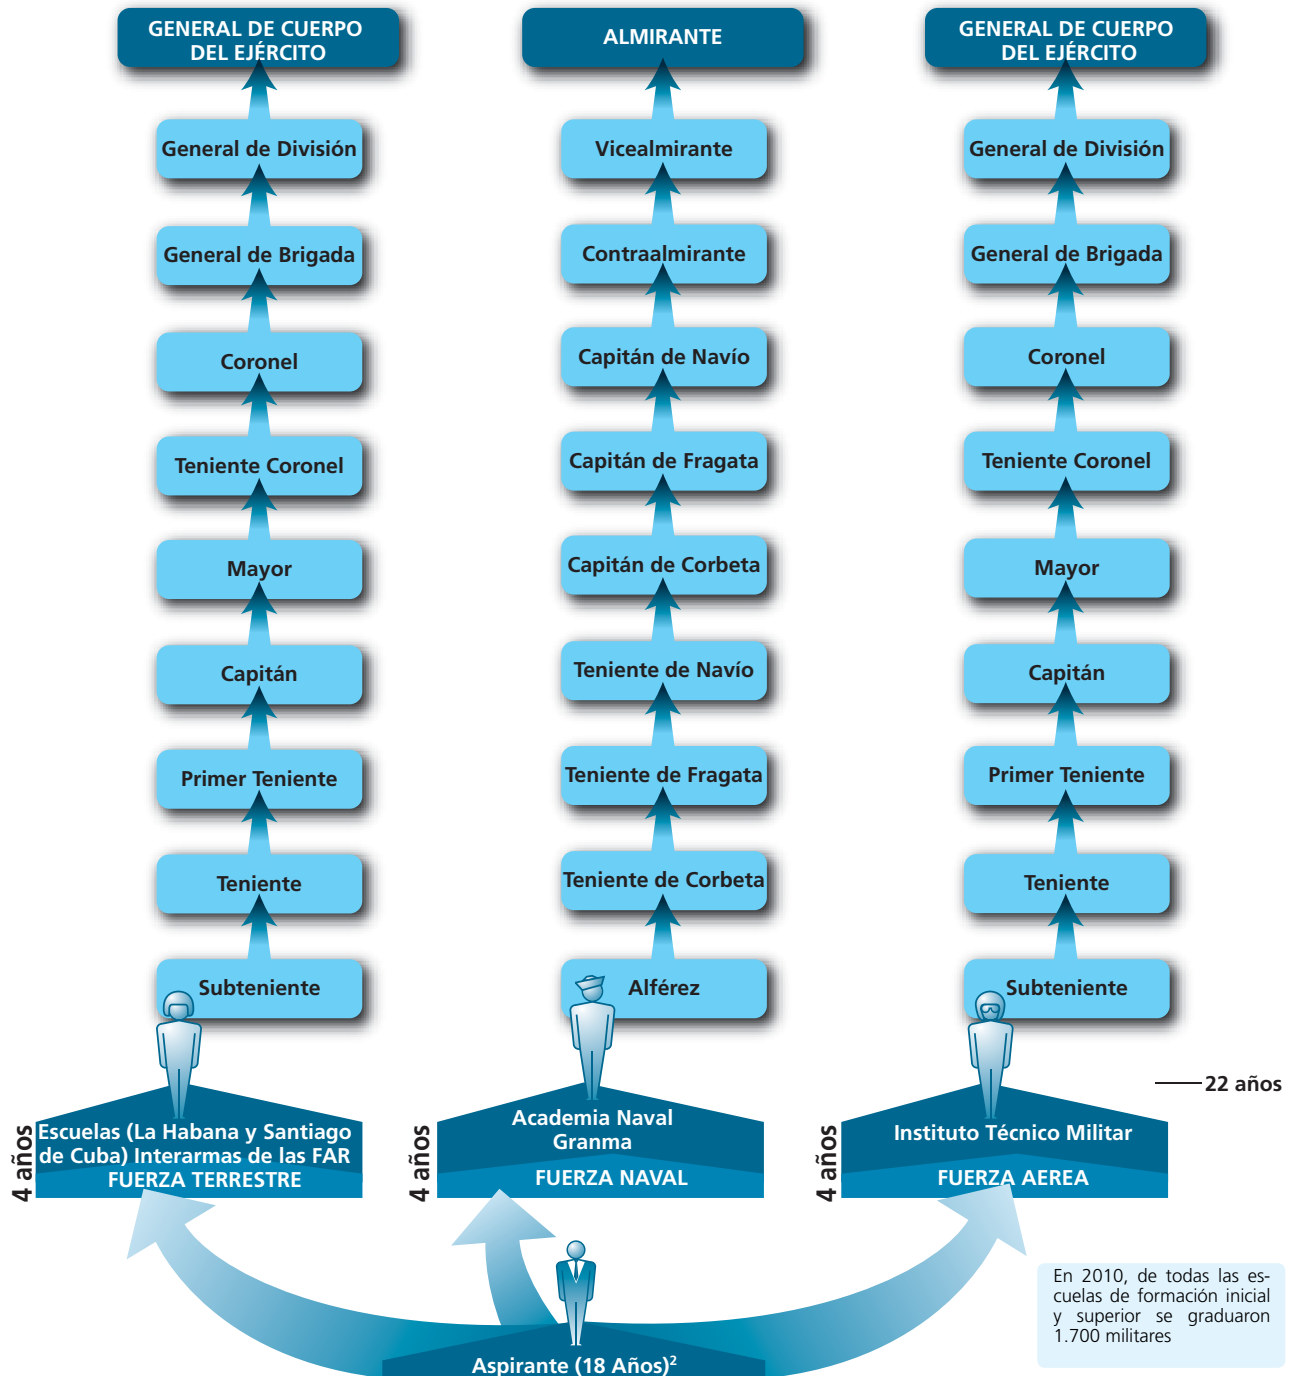 GENERAL DE CUERPO
DEL EJÉRCITO
General de División
General de Brigada
Coronel
Teniente Coronel
Mayor
Capitán
Primer Teniente
Teniente
Subteniente
4 años
Escuelas (La Habana y Santiago
de Cuba) Interarmas de las FAR
FUERZA TERRESTRE
ALMIRANTE
Vicealmirante
Contraalmirante
Capitán de Navío
Capitán de Fragata
Capitán de Corbeta
Teniente de Navío
Teniente de Fragata
Teniente de Corbeta
Alférez
4 años
Academia Naval
Granma
FUERZA NAVAL
GENERAL DE CUERPO
DEL EJÉRCITO
General de División
General de Brigada
Coronel
Teniente Coronel
Mayor
Capitán
Primer Teniente
Teniente
Subteniente
22 años
4 años
Instituto Técnico Militar
FUERZA AEREA
Aspirante (18 Años)²
En 2010, de todas las es-
cuelas de formación inicial
y superior se graduaron
1.700 militares